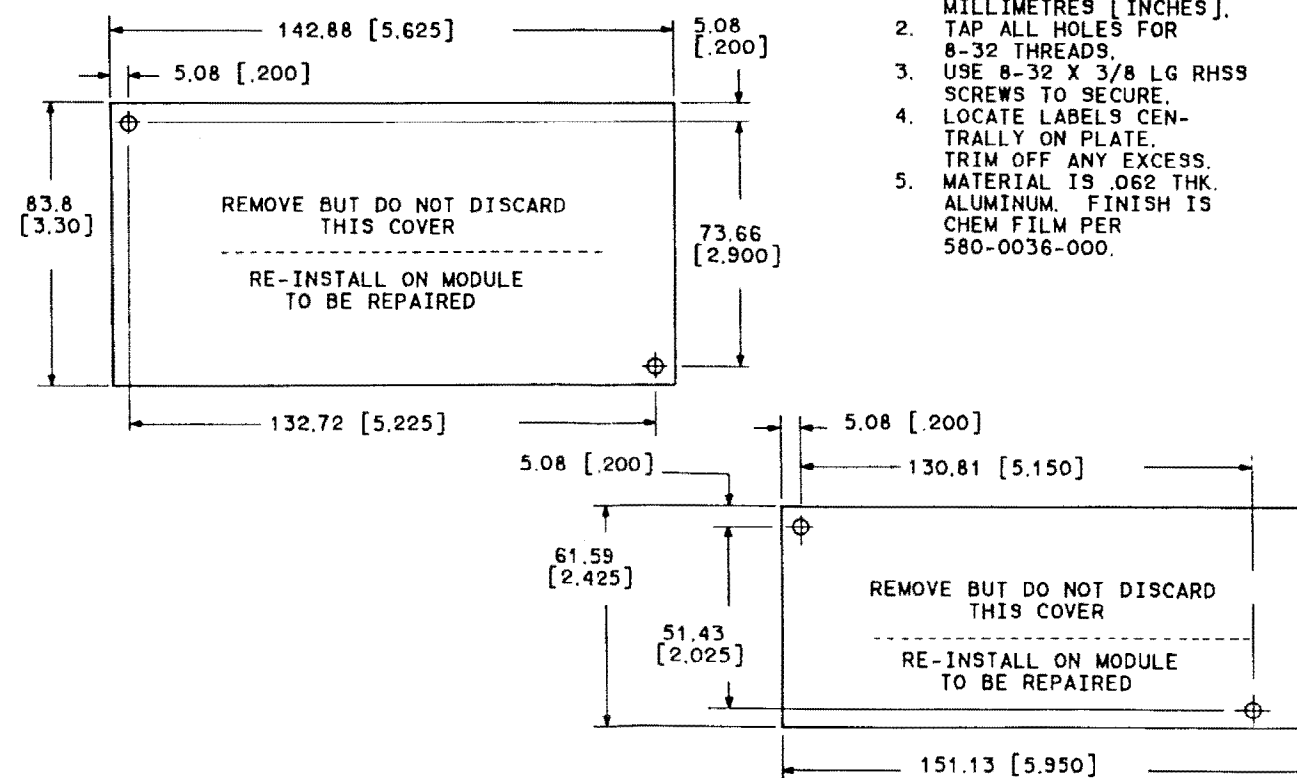 142.88 [5.625]
5.08
[.200]
5.08 [.200]
83.8
[3.30]
REMOVE BUT DO NOT DISCARD
THIS COVER
RE-INSTALL ON MODULE
TO BE REPAIRED
73.66
[2.900]
132.72 [5.225]
MILLIMETRES [INCHES].
2. TAP ALL HOLES FOR
8-32 THREADS.
3. USE 8-32 X 3/8 LG RHSS
SCREWS TO SECURE.
4. LOCATE LABELS CEN-
TRALLY ON PLATE.
TRIM OFF ANY EXCESS.
5. MATERIAL IS .062 THK.
ALUMINUM. FINISH IS
CHEM FILM PER
580-0036-000.
5.08 [.200]
5.08 [.200]
130.81 [5.150]
61.59
[2.425]
51.43
[2.025]
REMOVE BUT DO NOT DISCARD
THIS COVER
RE-INSTALL ON MODULE
TO BE REPAIRED
151.13 [5.950]